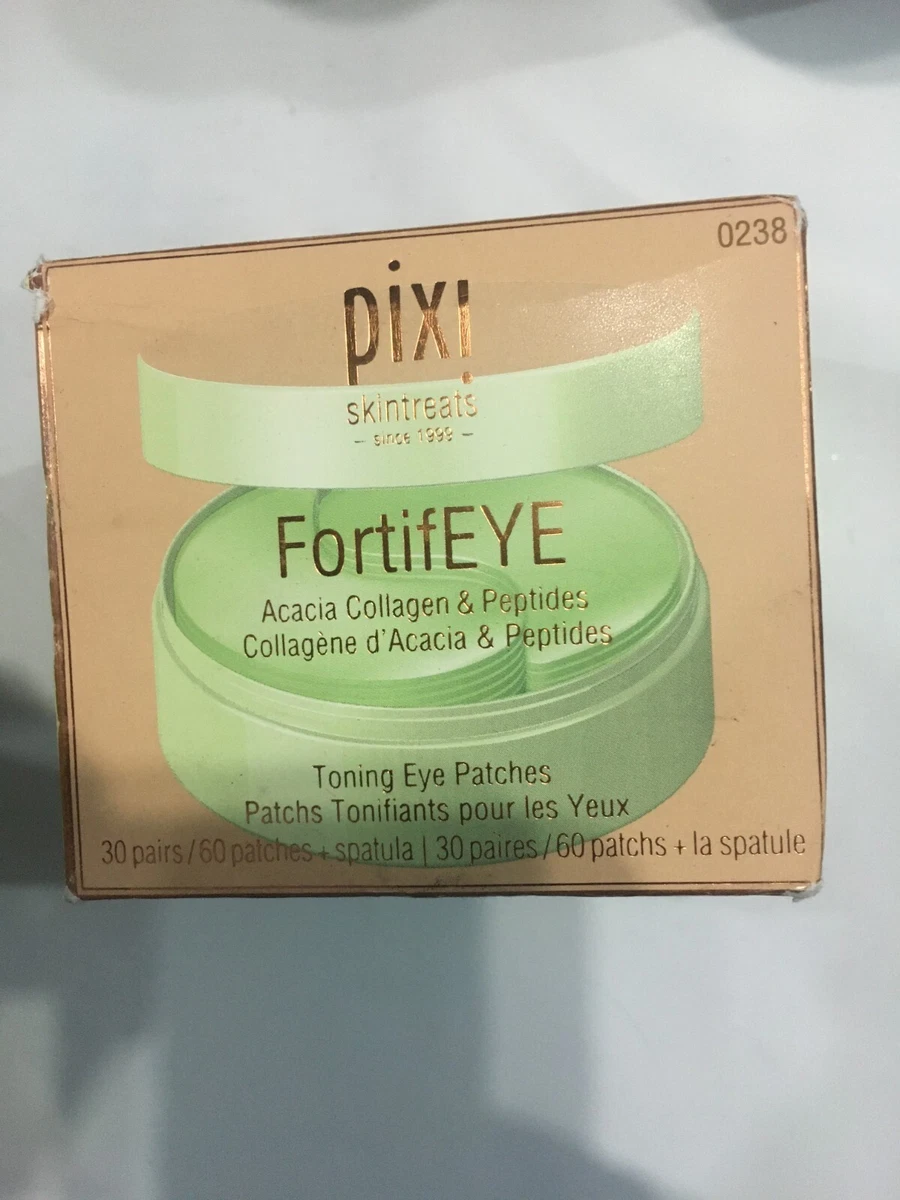 0238
pixi
skintreats
– since 1999 –
FortifEYE
Acacia Collagen & Peptides
Collagène d'Acacia & Peptides
Toning Eye Patches
Patchs Tonifiants pour les Yeux
30 pairs / 60 patches + spatula | 30 paires / 60 patchs + la spatule